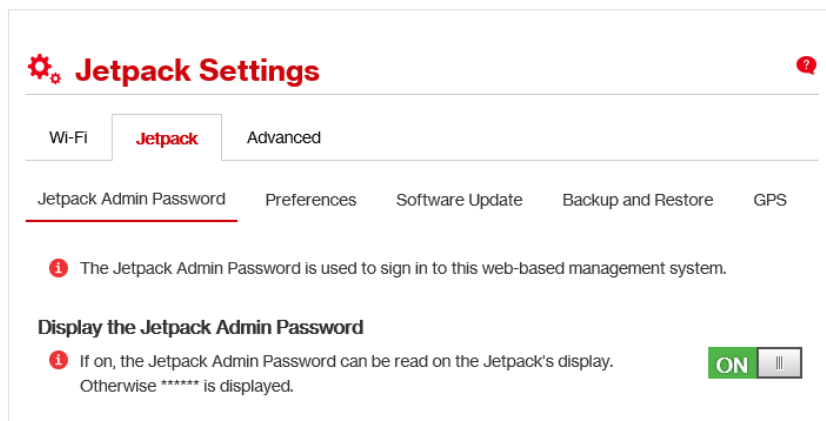 Jetpack Settings
?
Wi-Fi Jetpack Advanced
Jetpack Admin Password Preferences Software Update Backup and Restore GPS
i The Jetpack Admin Password is used to sign in to this web-based management system.
Display the Jetpack Admin Password
i If on, the Jetpack Admin Password can be read on the Jetpack's display.
Otherwise ****** is displayed.
ON